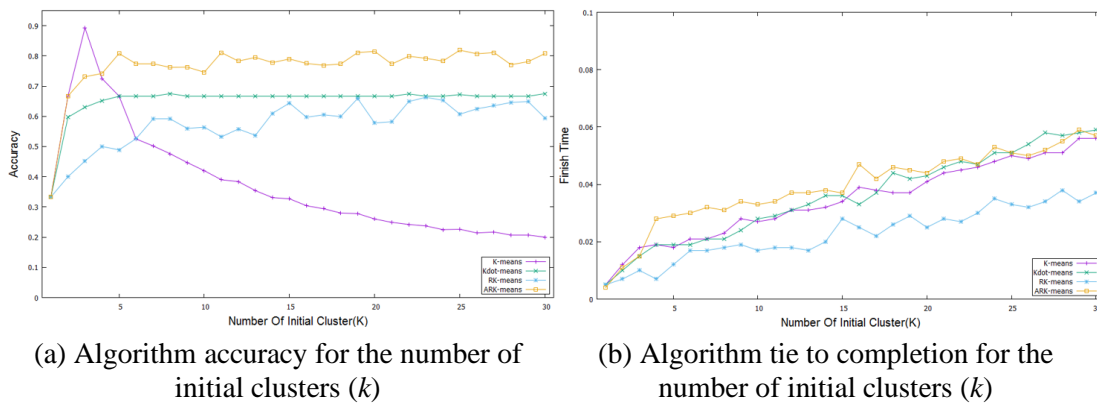 0.9
0.8
0.7
0.6
0.5
0.4
0.3
0.2
0.1
0
Accuracy
5
10
15
20
25
30
Number Of Initial Cluster(K)
K-means
Kdot-means
RK-means
ARK-means
(a) Algorithm accuracy for the number of
initial clusters (k)
0.1
0.08
0.06
0.04
0.02
0
Finish Time
5
10
15
20
25
3
Number Of Initial Cluster(K)
K-means
Kdot-means
RK-means
ARK-means
(b) Algorithm tie to completion for the
number of initial clusters (k)